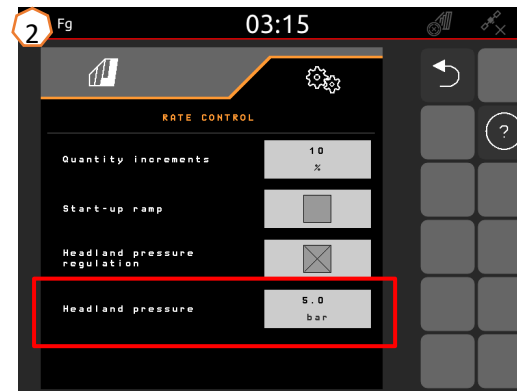 2
Fg
03:15
RATE CONTROL
Quantity increments
10
%
Start-up ramp
Headland pressure
regulation
Headland pressure
5.0
bar
?